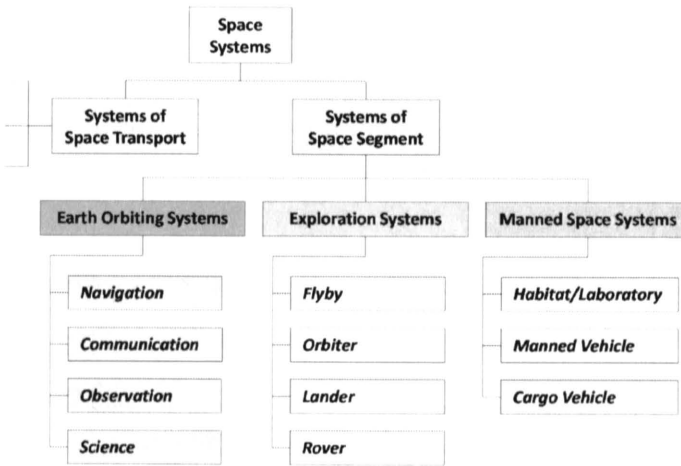 Space
Systems
Systems of
Space Transport
Systems of
Space Segment
Earth Orbiting Systems
Exploration Systems
Manned Space Systems
Navigation
Communication
Observation
Science
Flyby
Orbiter
Lander
Rover
Habitat/Laboratory
Manned Vehicle
Cargo Vehicle